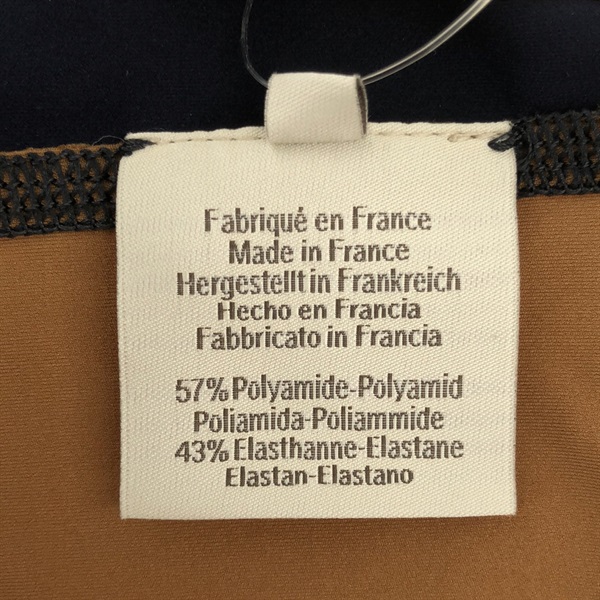 Fabriqué en France
Made in France
Hergestellt in Frankreich
Hecho en Francia
Fabbricato in Francia
57% Polyamide-Polyamid
Poliamida-Poliammide
43% Elasthanne-Elastane
Elastan-Elastano